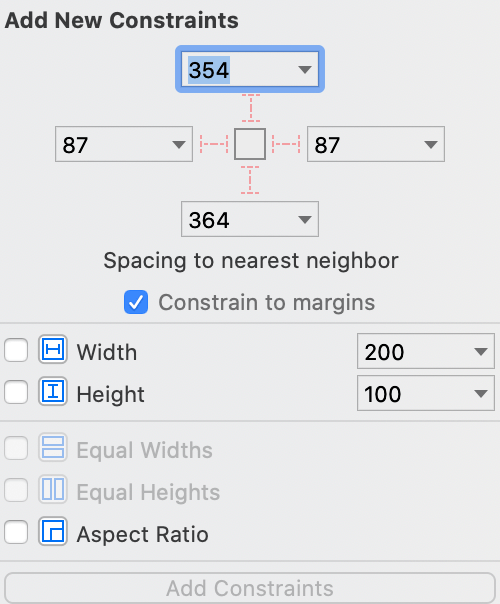 Add New Constraints
354
87
87
364
Spacing to nearest neighbor
Constrain to margins
Width 200
Height 100
Equal Widths
Equal Heights
Aspect Ratio
Add Constraints